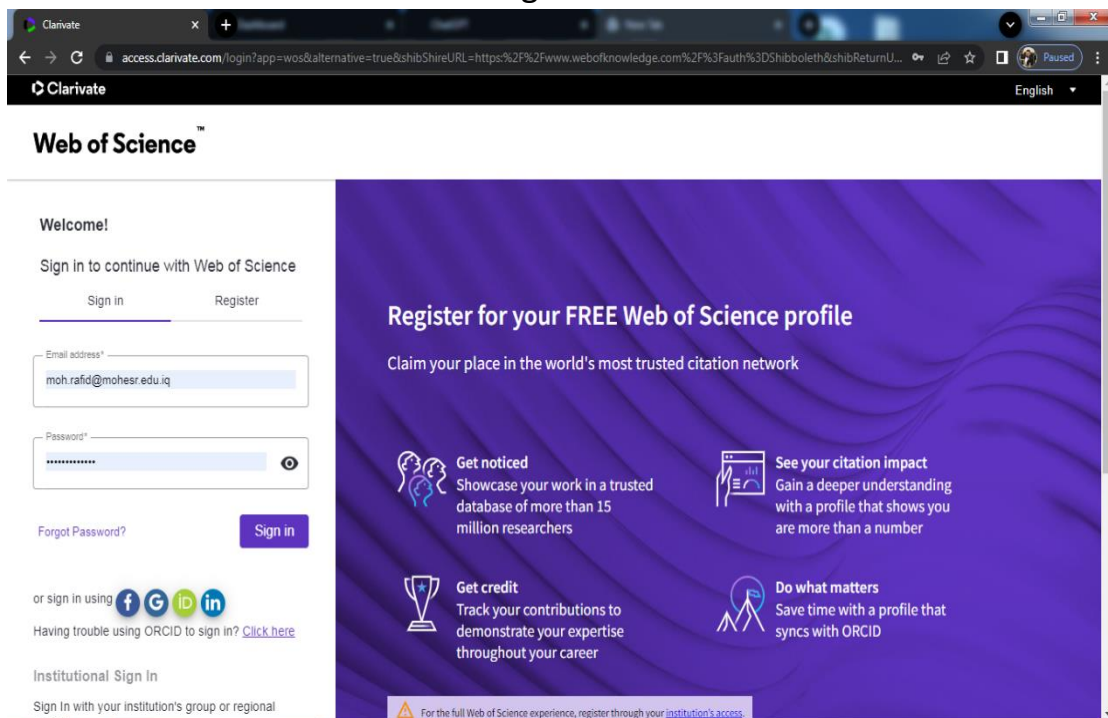 Clarivate
access.clarivate.com/login?app=wos&alternative=true&shibShireURL=https:%2F%2Fwww.webofknowledge.com%2F%3Fauth%3DShibboleth&shibReturnU...
Paused
Clarivate
English
Web of Science™
Welcome!
Sign in to continue with Web of Science
Sign in
Register
Email address*
moh.rafid@mohesr.edu.iq
Password*
•••••••••••••
Forgot Password?
Sign in
or sign in using
Having trouble using ORCID to sign in? Click here
Institutional Sign In
Sign In with your institution's group or regional
Register for your FREE Web of Science profile
Claim your place in the world's most trusted citation network
Get noticed
Showcase your work in a trusted
database of more than 15
million researchers
See your citation impact
Gain a deeper understanding
with a profile that shows you
are more than a number
Get credit
Track your contributions to
demonstrate your expertise
throughout your career
Do what matters
Save time with a profile that
syncs with ORCID
For the full Web of Science experience, register through your institution's access.